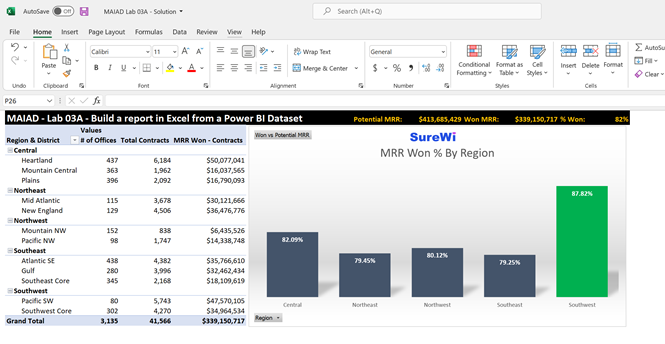 AutoSave Off MAIAD Lab 03A - Solution Search (Alt+Q)
File Home Insert Page Layout Formulas Data Review View Help
Paste Calibri 11 A A Wrap Text General Conditional Formatting Format as Table Cell Styles Insert Delete Format AutoSu
B I U A Merge & Center $ % Fill
Clear
Undo Clipboard Font Alignment Number Styles Cells
P26 fx
MAIAD - Lab 03A - Build a report in Excel from a Power BI Dataset Potential MRR: $413,685,429 Won MRR: $339,150,717 % Won: 82%
Values
Region & District # of Offices Total Contracts MRR Won - Contracts
Central
Heartland 437 6,184 $50,077,041
Mountain Central 363 1,962 $16,037,565
Plains 396 2,092 $16,790,093
Northeast
Mid Atlantic 115 3,678 $30,121,666
New England 129 4,506 $36,476,776
Northwest
Mountain NW 152 838 $6,435,526
Pacific NW 98 1,747 $14,338,748
Southeast
Atlantic SE 438 4,382 $35,766,610
Gulf 280 3,996 $32,462,434
Southeast Core 345 2,168 $18,109,619
Southwest
Pacific SW 80 5,743 $47,570,105
Southwest Core 302 4,270 $34,964,534
Grand Total 3,135 41,566 $339,150,717
Won vs Potential MRR
SureWi
MRR Won % By Region
82.09% 79.45% 80.12% 79.25% 87.82%
Central Northeast Northwest Southeast Southwest
Region